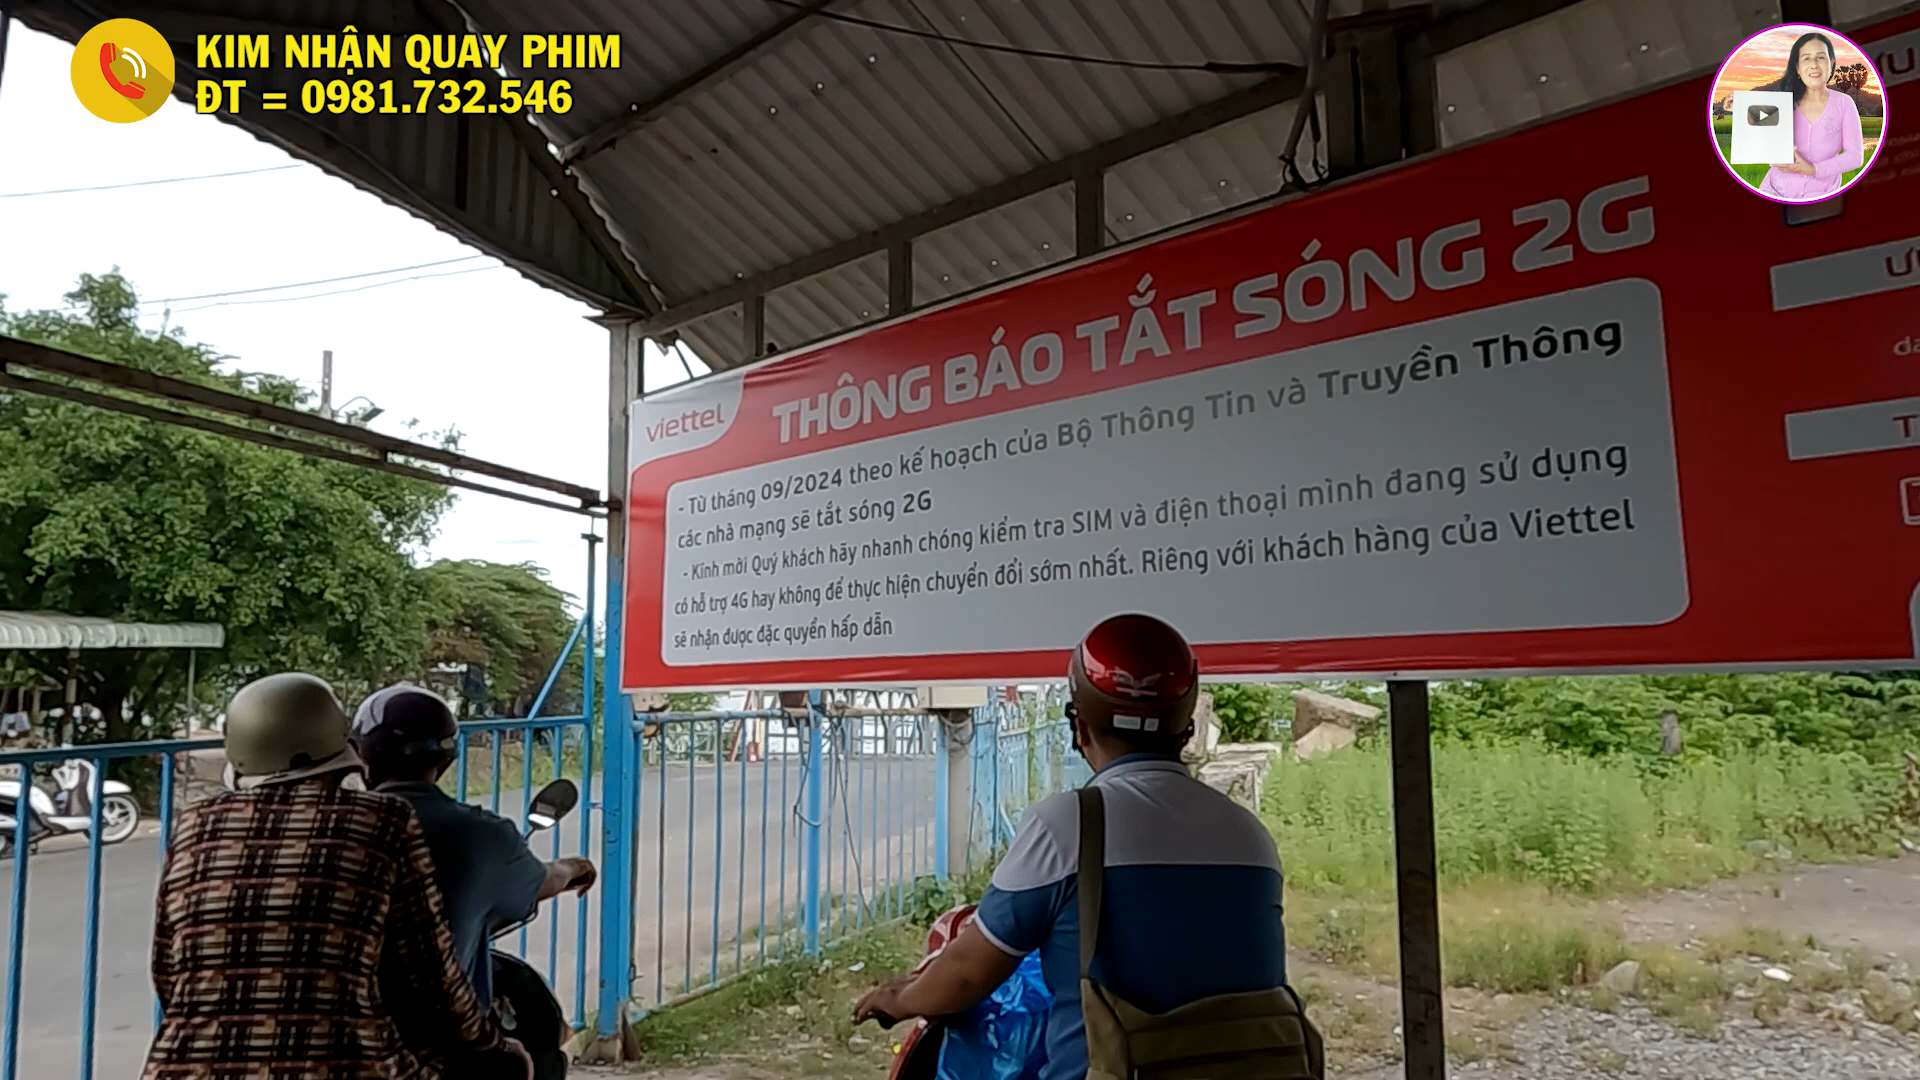 KIM NHẬN QUAY PHIM
ĐT = 0981.732.546
viettel
THÔNG BÁO TẮT SÓNG 2G
- Từ tháng 09/2024 theo kế hoạch của Bộ Thông Tin và Truyền Thông
các nhà mạng sẽ tắt sóng 2G
- Kính mời Quý khách hãy nhanh chóng kiểm tra SIM và điện thoại mình đang sử dụng
có hỗ trợ 4G hay không để thực hiện chuyển đổi sớm nhất. Riêng với khách hàng của Viettel
sẽ nhận được đặc quyền hấp dẫn